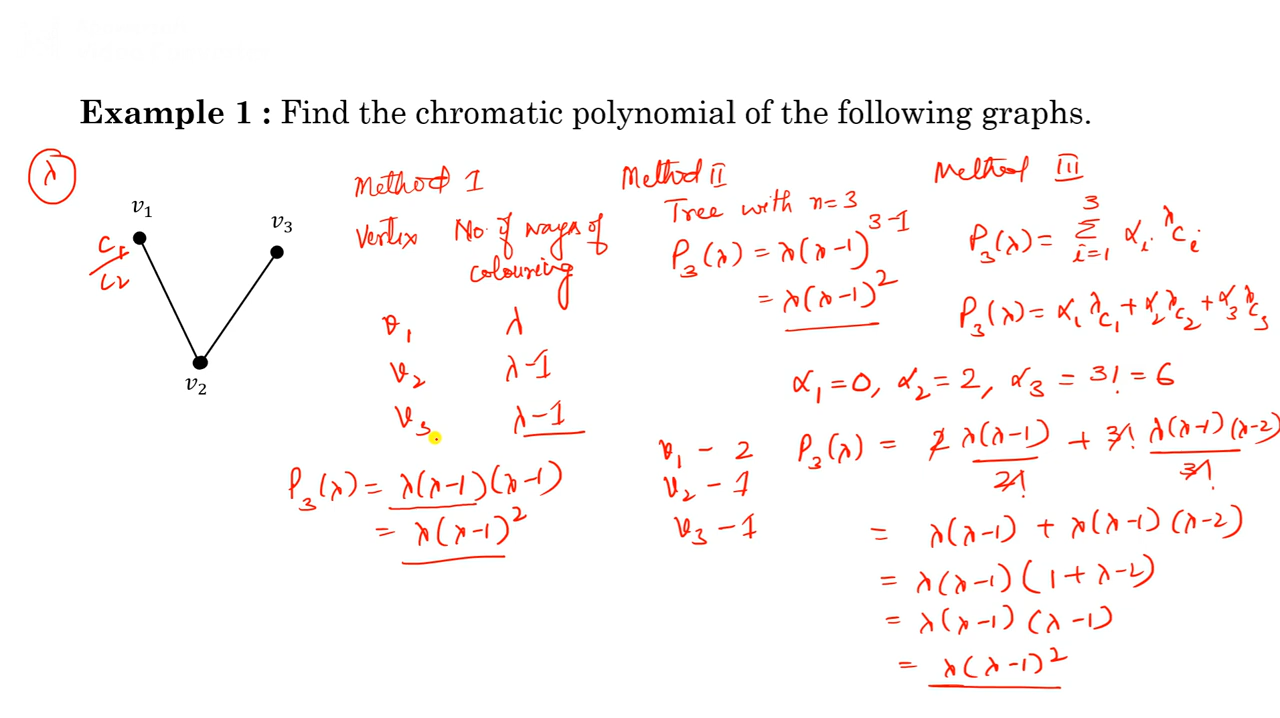 Example 1 : Find the chromatic polynomial of the following graphs.
λ
v₁
v₃
v₂
C₁
C₂
Method 1
Vertix No. of ways of
colouring
v₁ λ
v₂ λ-1
v₃ λ-1
P₃(λ) = λ(λ-1)(λ-1)
= λ(λ-1)²
Method II
Tree with n=3
P₃(λ) = λ(λ-1)³⁻¹
= λ(λ-1)²
Method III
P₃(λ) = 3 Σ i=1 αᵢ λCᵢ
P₃(λ) = α₁ λC₁ + α₂ λC₂ + α₃ λC₃
α₁ = 0, α₂ = 2, α₃ = 3! = 6
v₁ - 2
v₂ - 1
v₃ - 1
P₃(λ) = 2 λ(λ-1)/2! + 3! λ(λ-1)(λ-2)/3!
= λ(λ-1) + λ(λ-1)(λ-2)
= λ(λ-1)(1+λ-2)
= λ(λ-1)(λ-1)
= λ(λ-1)²